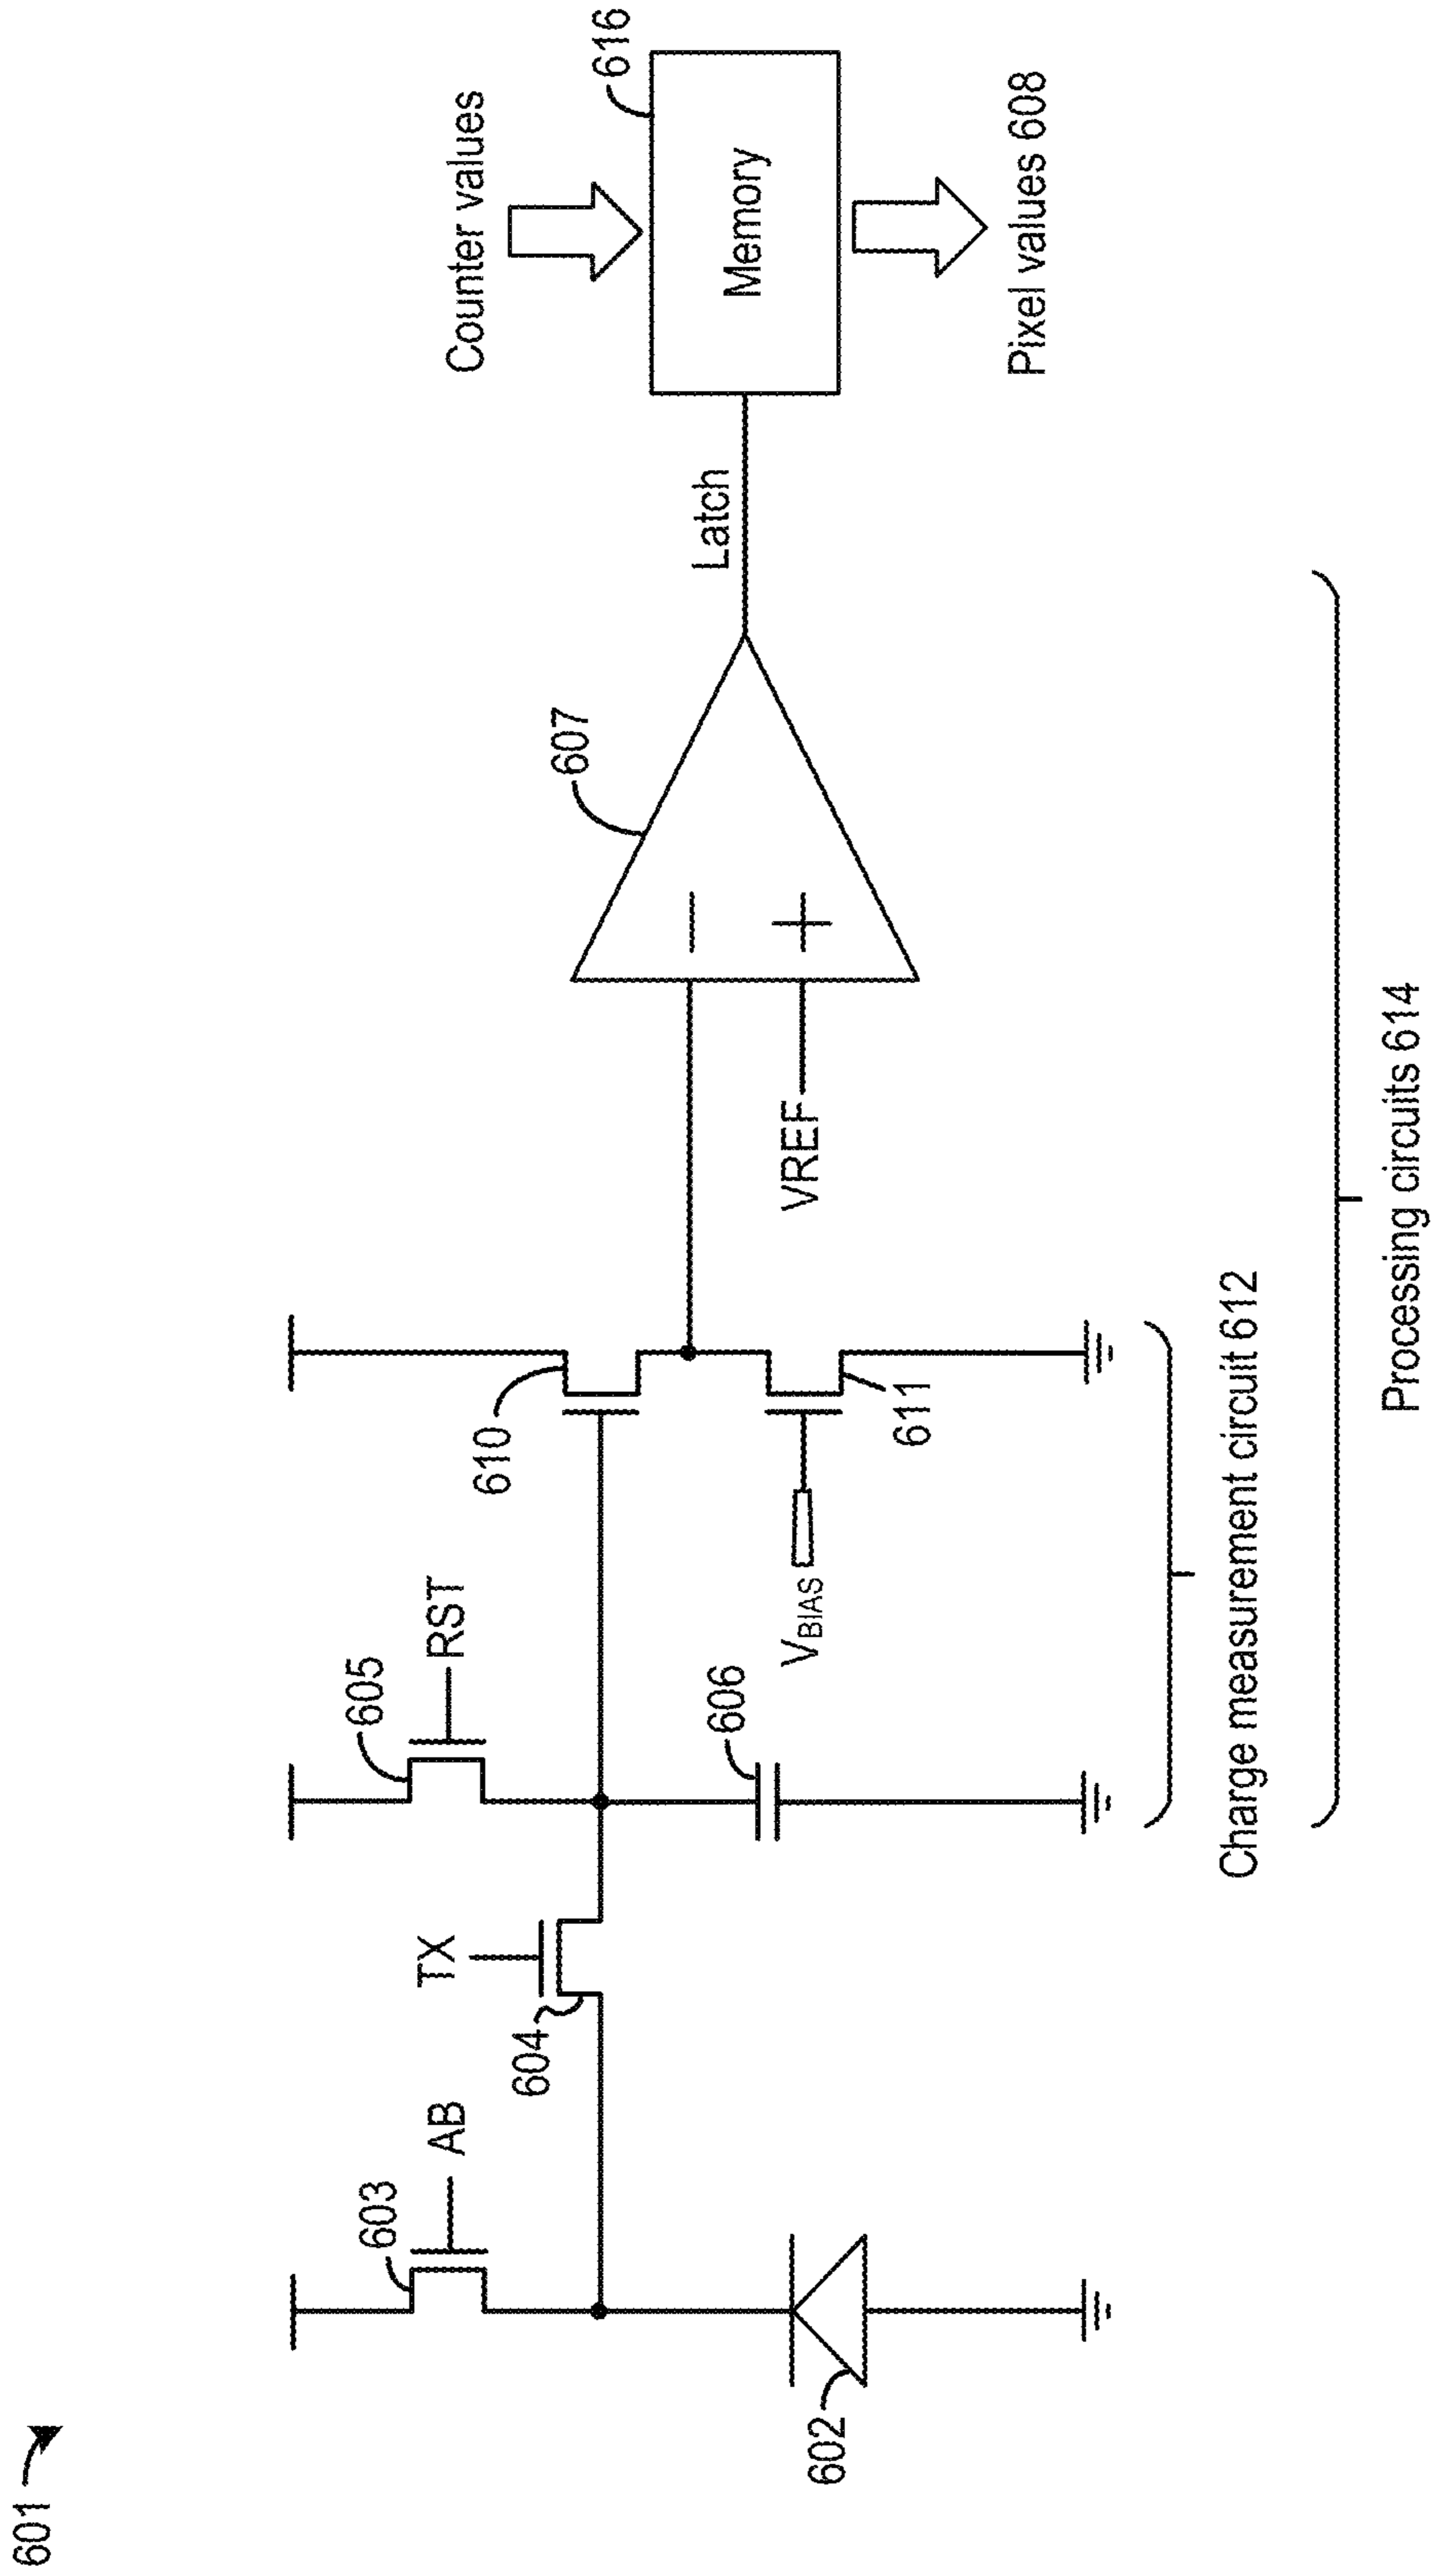 601
603
AB
602
604
TX
605
RST
606
610
VBIAS
611
607
−
+
VREF
Latch
Counter values
616
Memory
Pixel values 608
Charge measurement circuit 612
Processing circuits 614